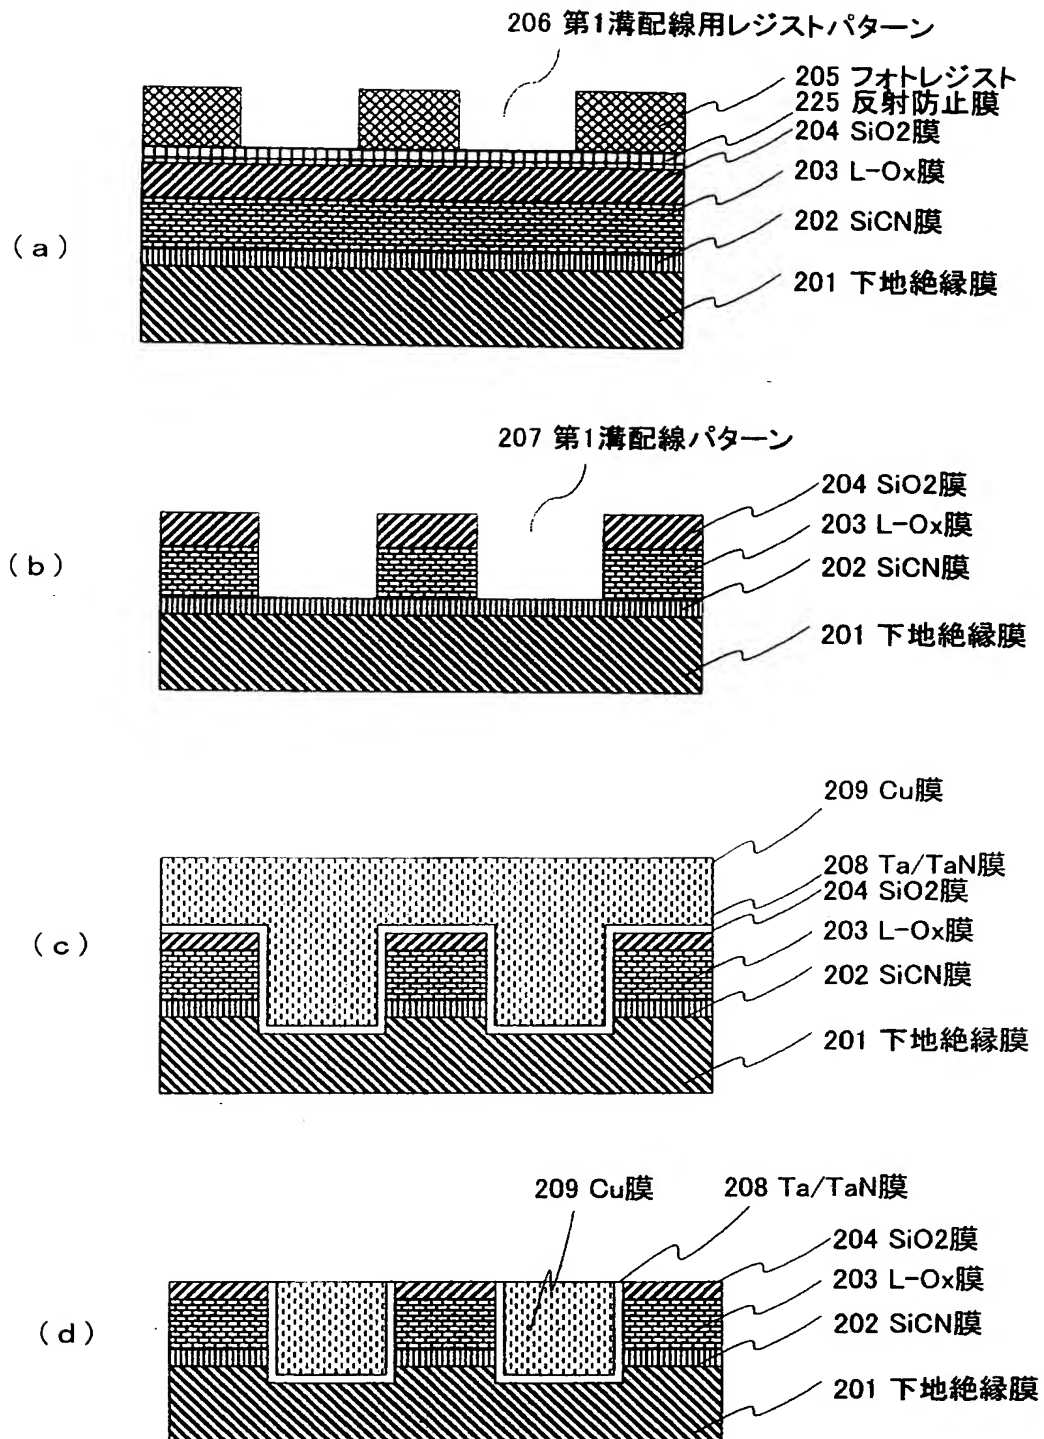 206 第1溝配線用レジストパターン
205 フォトレジスト
225 反射防止膜
204 SiO2膜
203 L-Ox膜
202 SiCN膜
201 下地絶縁膜
(a)
207 第1溝配線パターン
204 SiO2膜
203 L-Ox膜
202 SiCN膜
201 下地絶縁膜
(b)
209 Cu膜
208 Ta/TaN膜
204 SiO2膜
203 L-Ox膜
202 SiCN膜
201 下地絶縁膜
(c)
209 Cu膜
208 Ta/TaN膜
204 SiO2膜
203 L-Ox膜
202 SiCN膜
201 下地絶縁膜
(d)